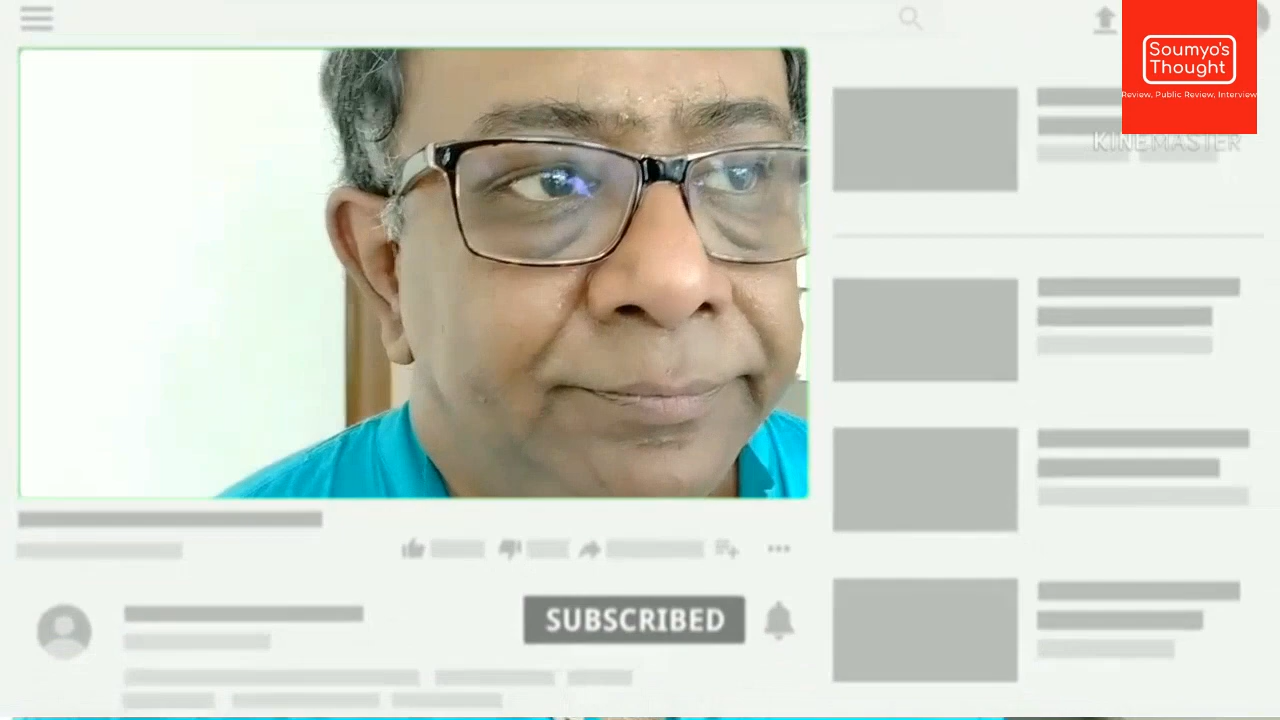 Soumyo's
Thought
Review, Public Review, Interview
KINEMASTER
SUBSCRIBED